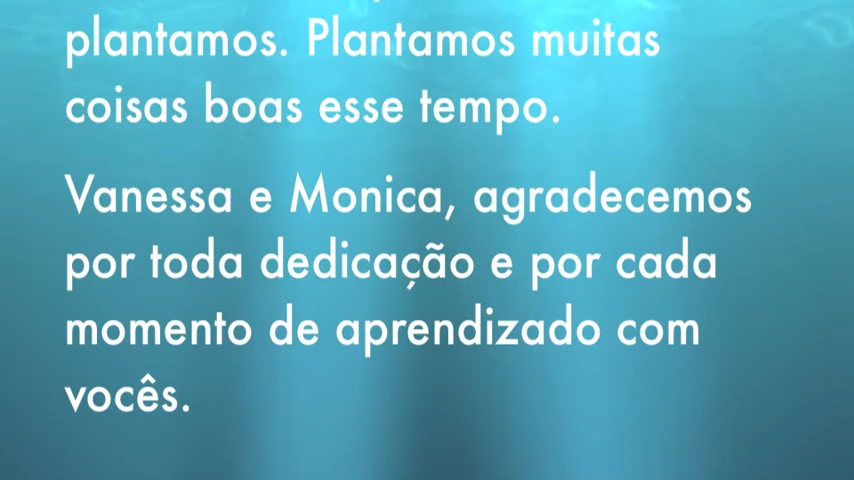 plantamos. Plantamos muitas
coisas boas esse tempo.
Vanessa e Monica, agradecemos
por toda dedicação e por cada
momento de aprendizado com
vocês.